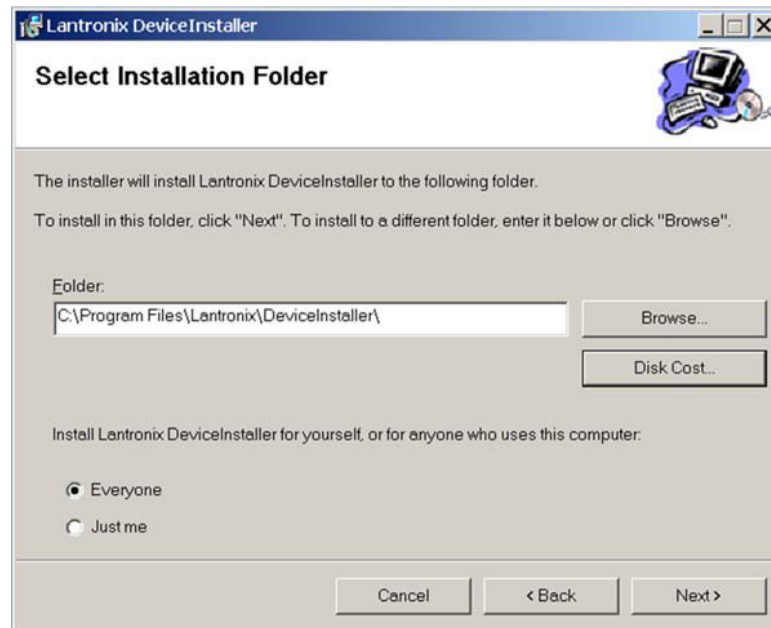 Lantronix DeviceInstaller
Select Installation Folder
The installer will install Lantronix DeviceInstaller to the following folder.
To install in this folder, click "Next". To install to a different folder, enter it below or click "Browse".
Folder:
C:\Program Files\Lantronix\DeviceInstaller\
Browse...
Disk Cost...
Install Lantronix DeviceInstaller for yourself, or for anyone who uses this computer:
Everyone
Just me
Cancel
< Back
Next >